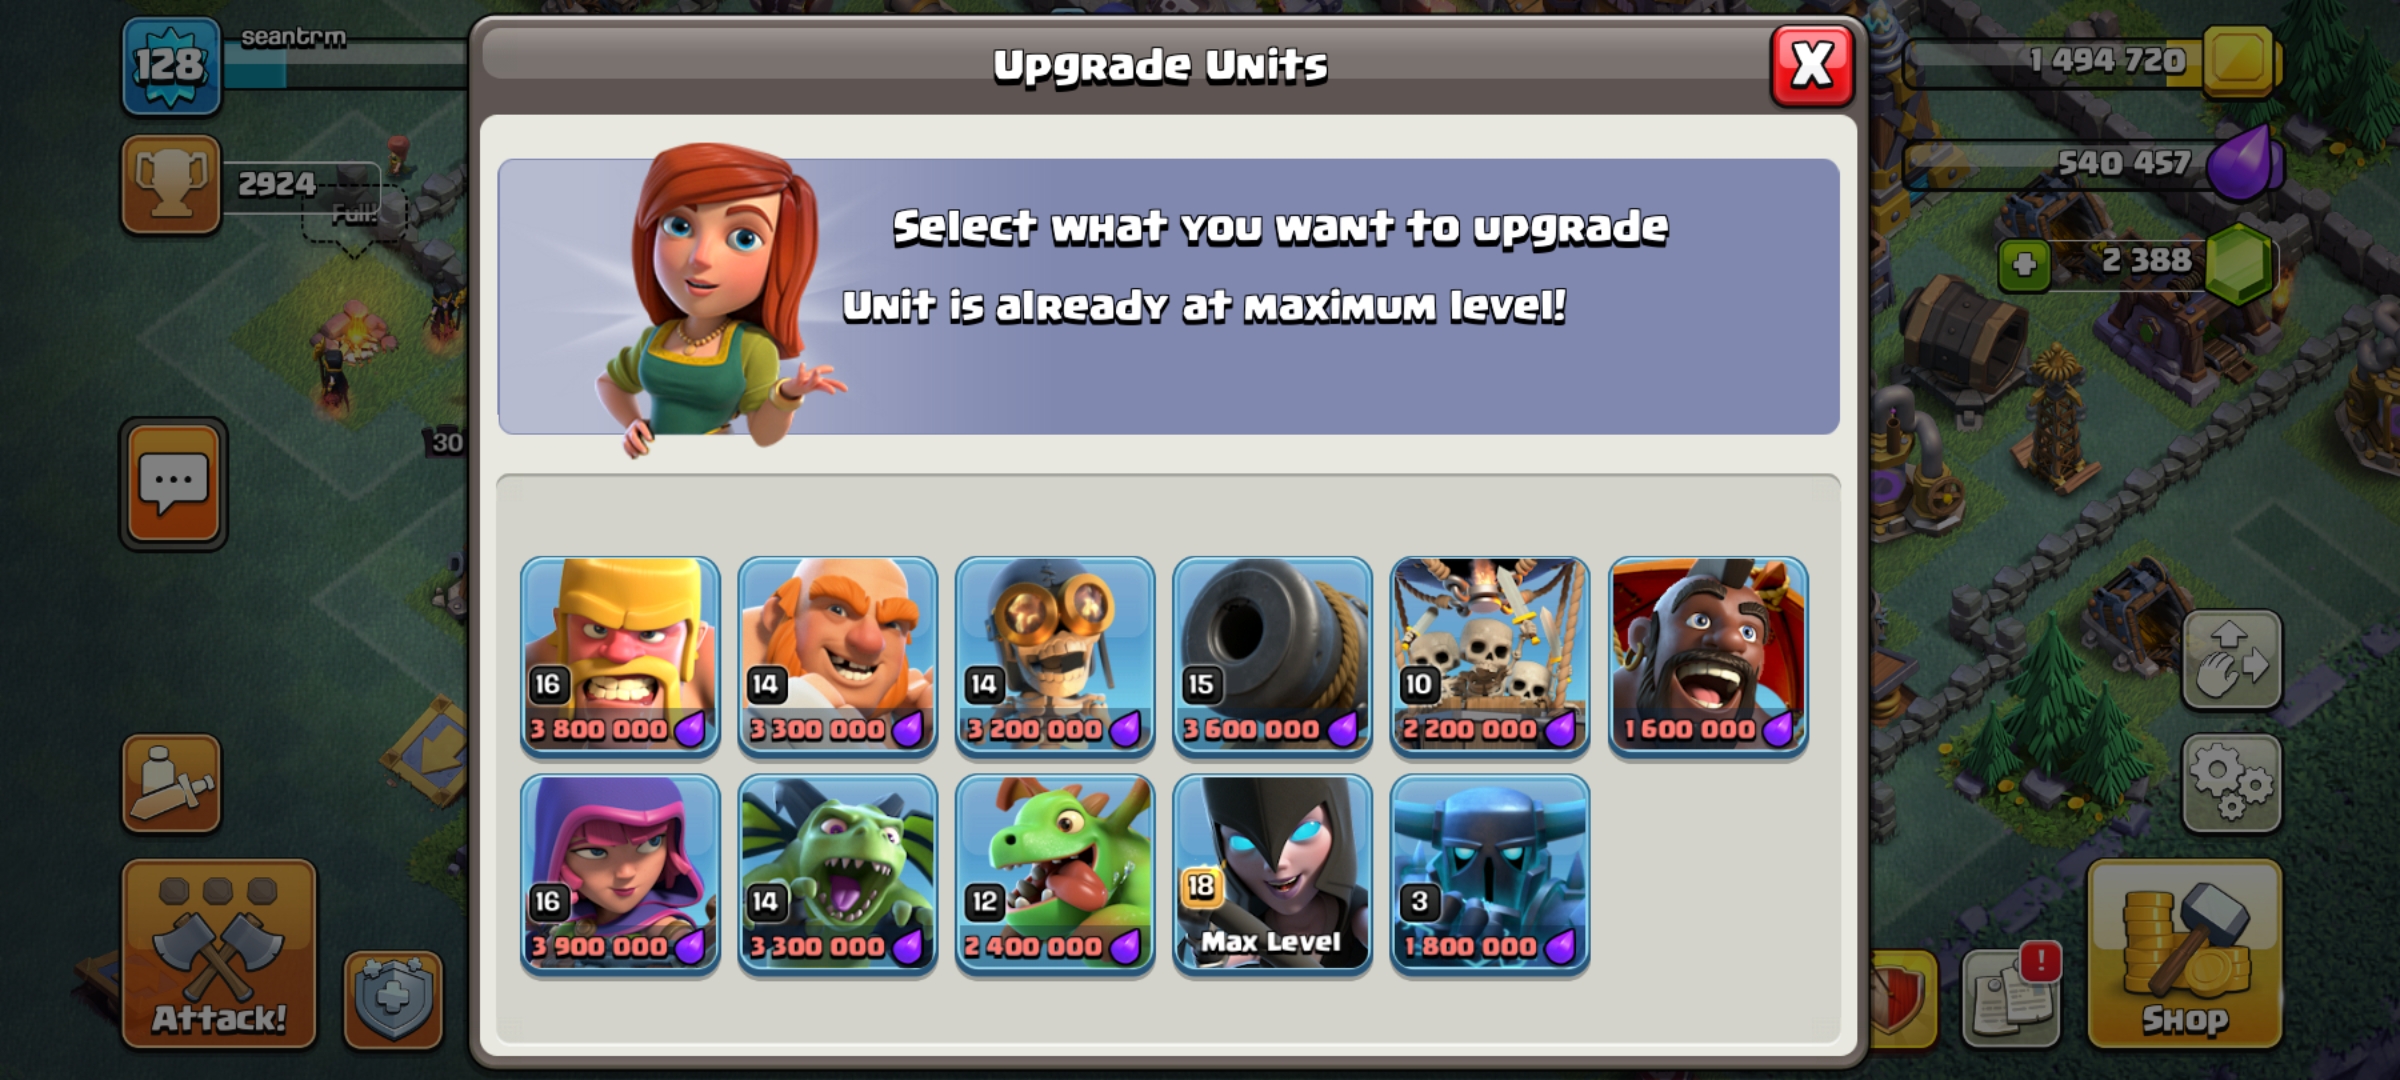 128
seantrm
Upgrade Units
X
1 494 720
2924
Full!
540 457
2 388
Select what you want to upgrade
Unit is already at maximum level!
30
16
3 800 000
14
3 300 000
14
3 200 000
15
3 600 000
10
2 200 000
1 600 000
16
3 900 000
14
3 300 000
12
2 400 000
18
Max Level
3
1 800 000
Attack!
!
Shop